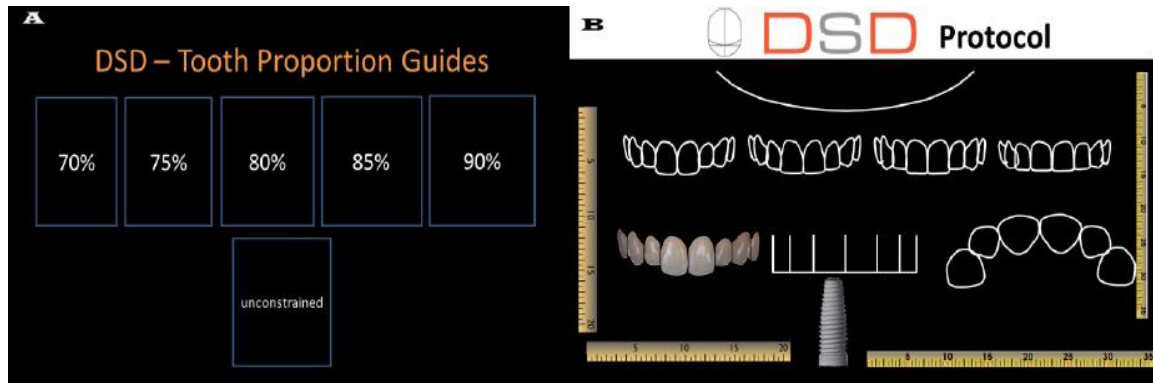 A
DSD – Tooth Proportion Guides
70% 75% 80% 85% 90%
unconstrained
B
DSD Protocol
5 10 15 20
5 10 15 20
5 10 15 20 25 30 35